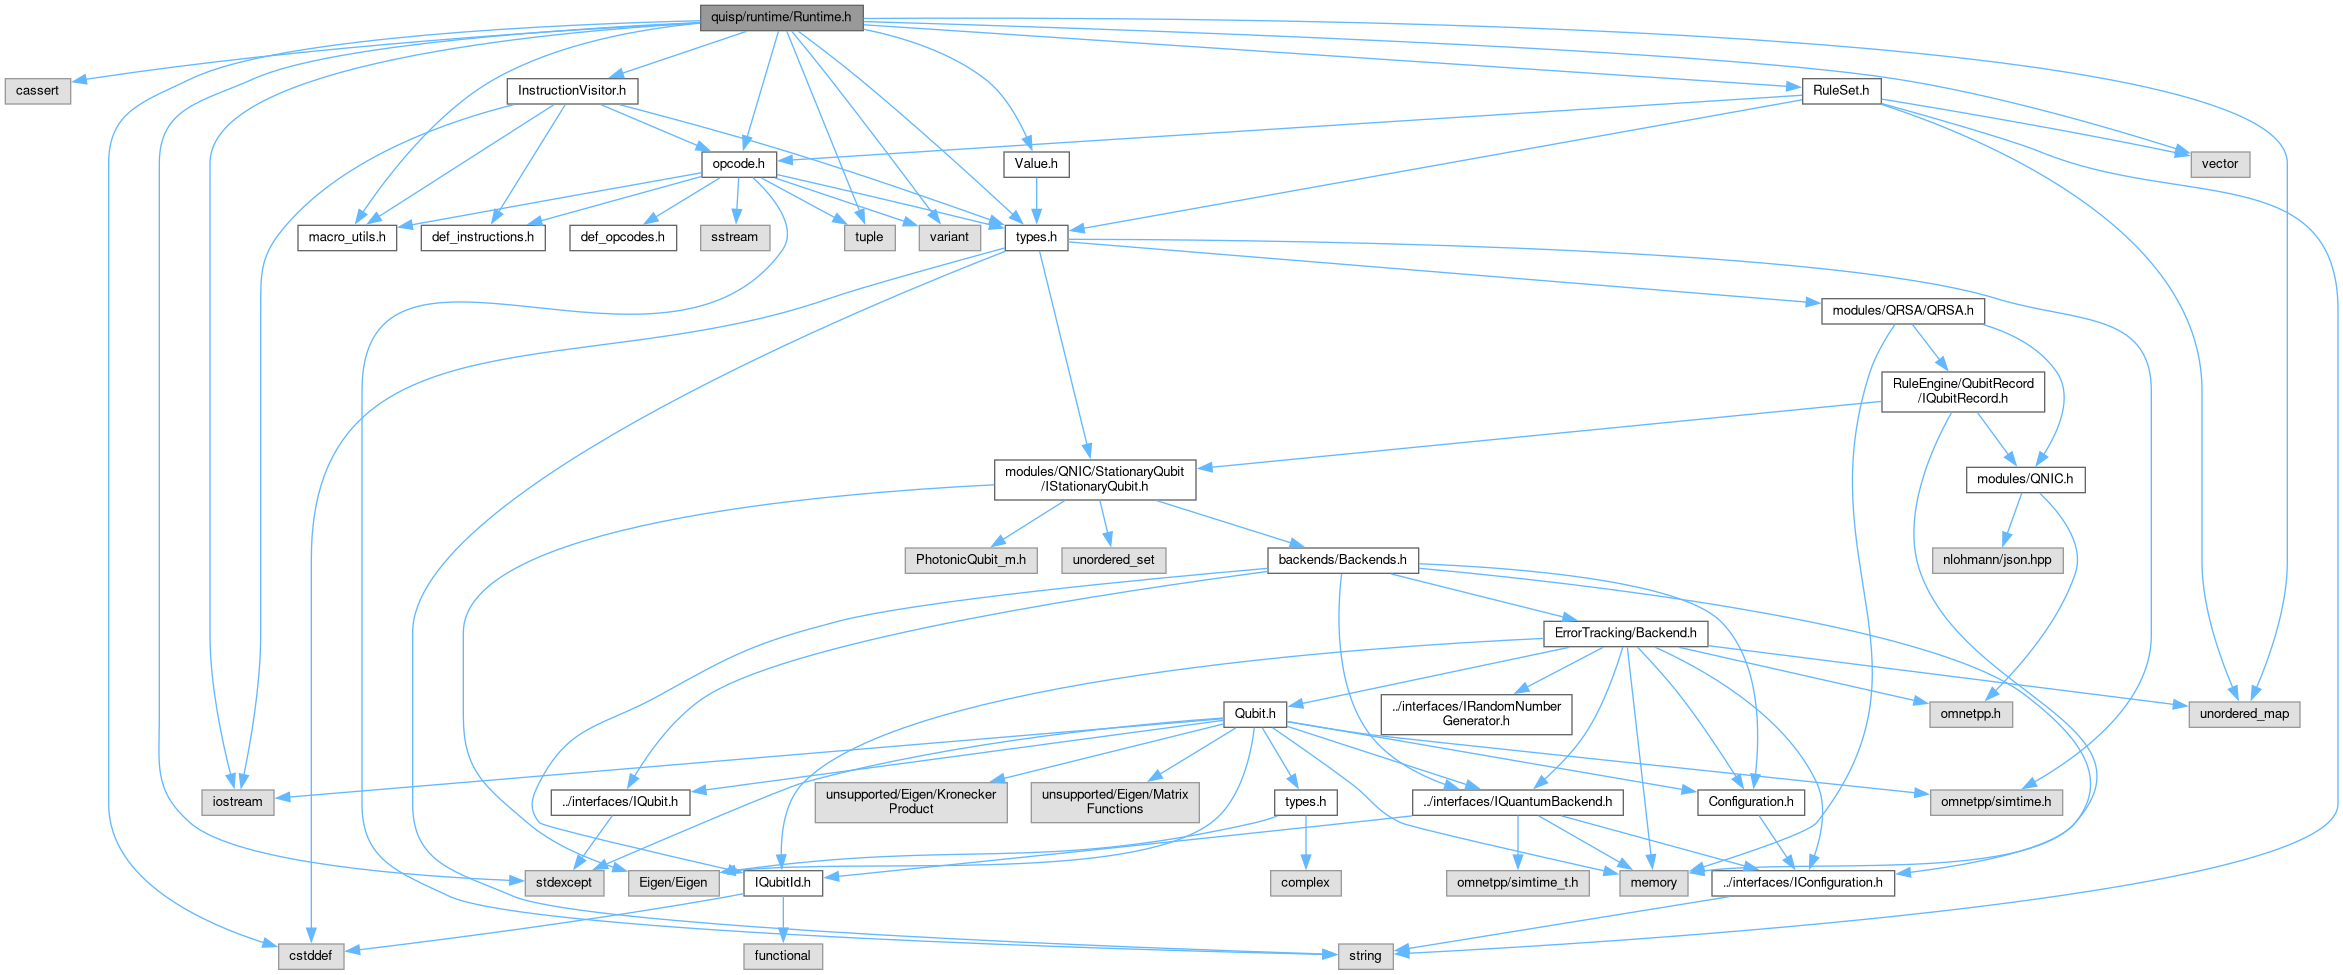 quisp/runtime/Runtime.h
cassert
InstructionVisitor.h
RuleSet.h
opcode.h
Value.h
vector
macro_utils.h
def_instructions.h
def_opcodes.h
sstream
tuple
variant
types.h
modules/QRSA/QRSA.h
RuleEngine/QubitRecord
/IQubitRecord.h
modules/QNIC/StationaryQubit
/IStationaryQubit.h
modules/QNIC.h
PhotonicQubit_m.h
unordered_set
backends/Backends.h
nlohmann/json.hpp
ErrorTracking/Backend.h
Qubit.h
../interfaces/IRandomNumber
Generator.h
omnetpp.h
unordered_map
iostream
../interfaces/IQubit.h
unsupported/Eigen/Kronecker
Product
unsupported/Eigen/Matrix
Functions
types.h
../interfaces/IQuantumBackend.h
Configuration.h
omnetpp/simtime.h
stdexcept
Eigen/Eigen
IQubitId.h
complex
omnetpp/simtime_t.h
memory
../interfaces/IConfiguration.h
cstddef
functional
string